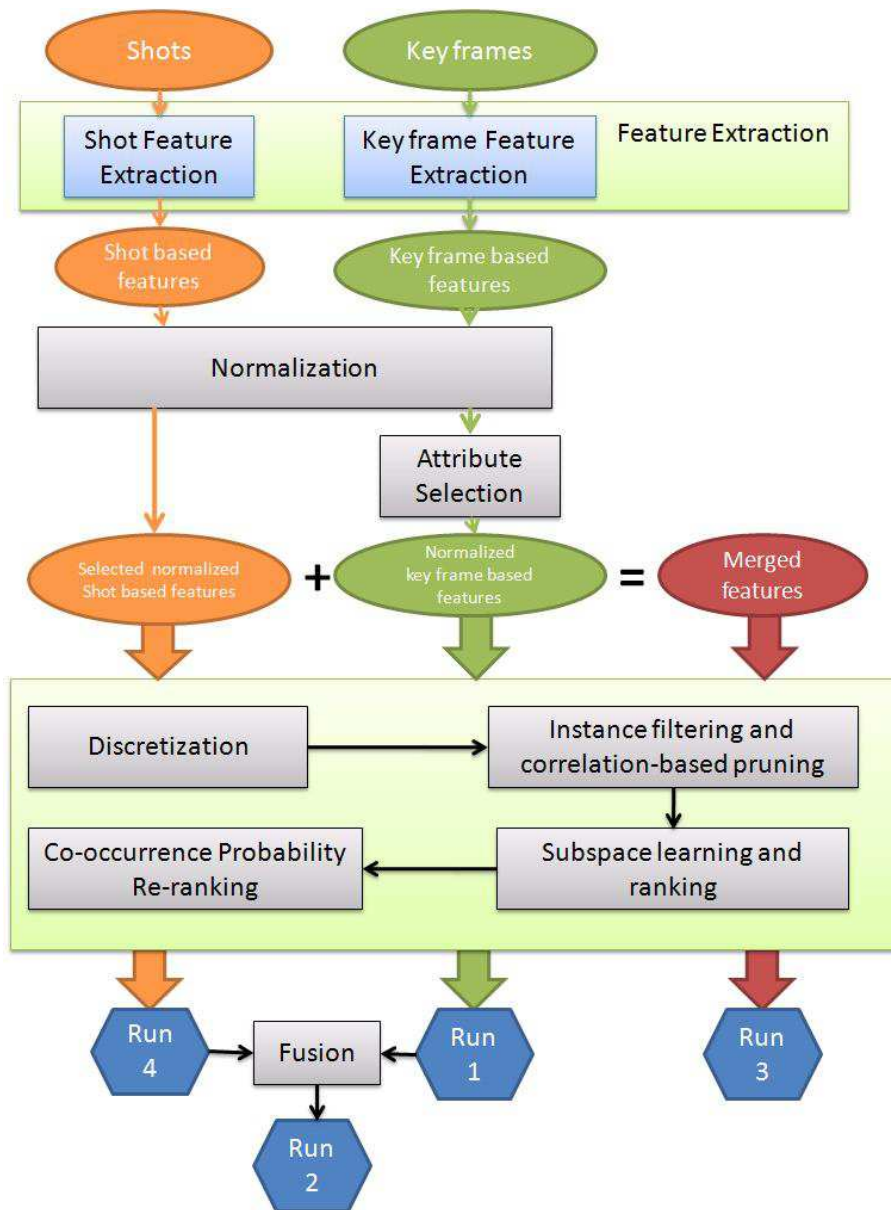 Shots
Key frames
Shot Feature
Extraction
Key frame Feature
Extraction
Feature Extraction
Shot based
features
Key frame based
features
Normalization
Attribute
Selection
Selected normalized
Shot based features
+
Normalized
key frame based
features
=
Merged
features
Discretization
Instance filtering and
correlation-based pruning
Co-occurrence Probability
Re-ranking
Subspace learning and
ranking
Run
4
Fusion
Run
1
Run
3
Run
2